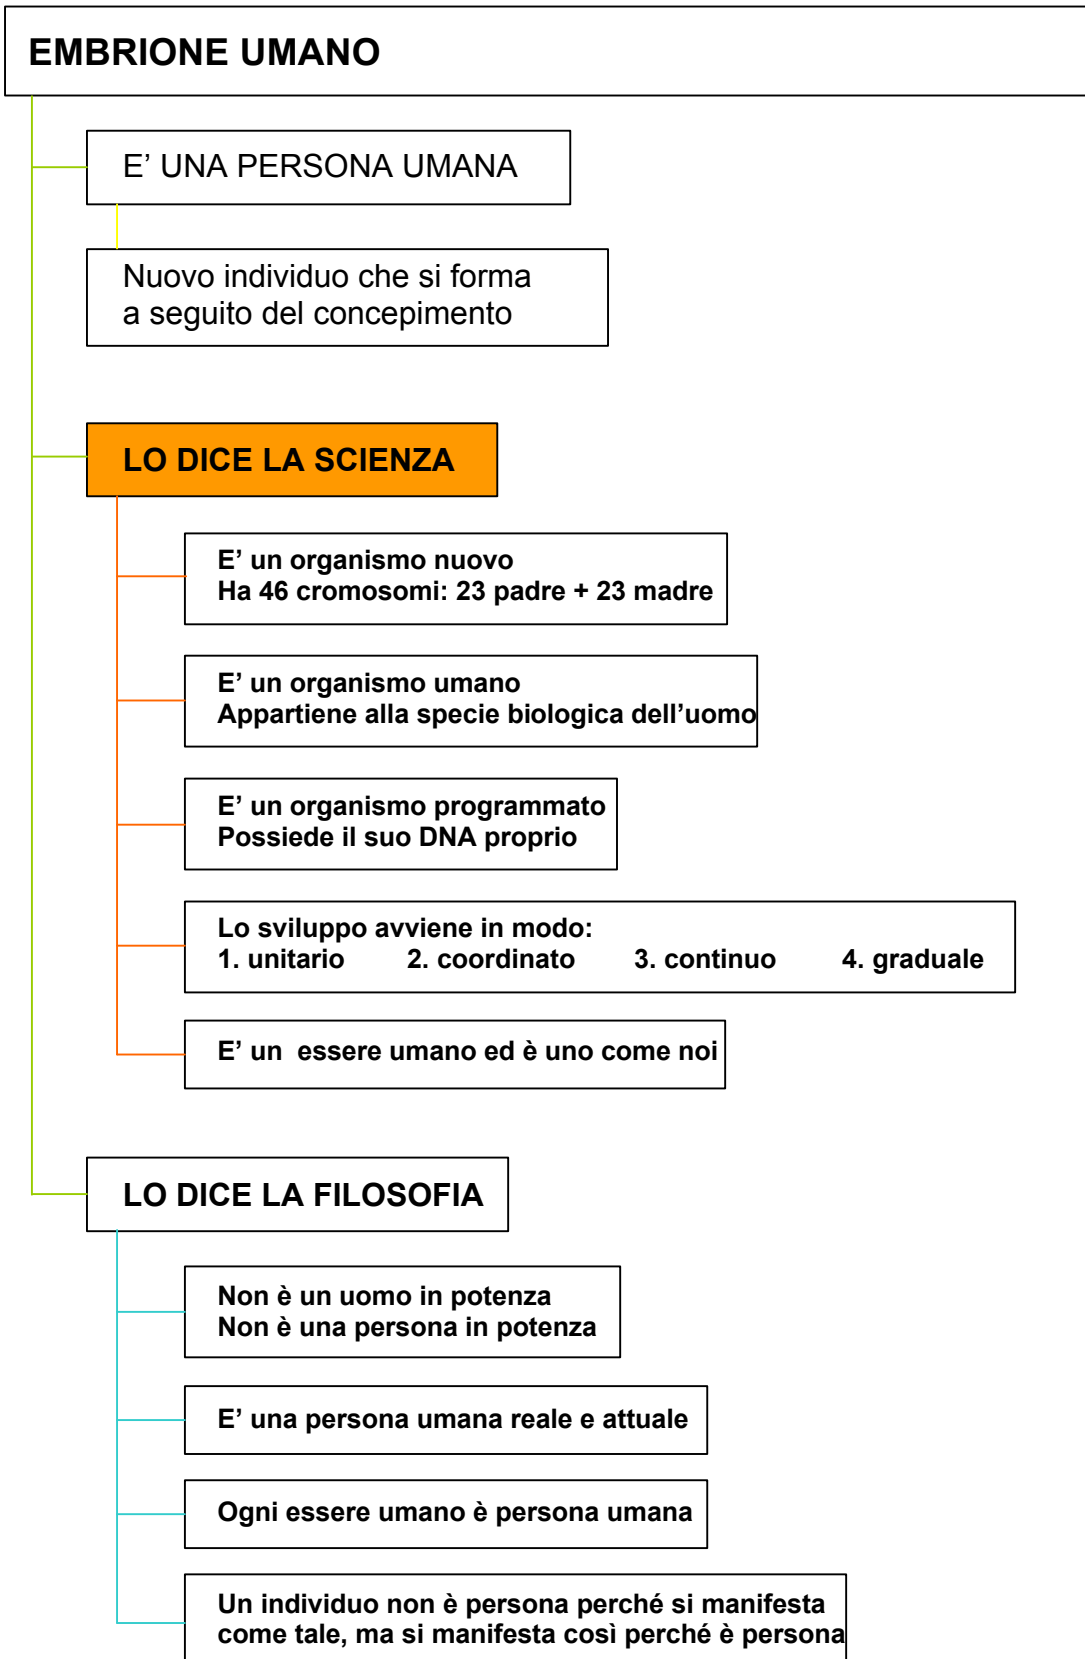 EMBRIONE UMANO
E’ UNA PERSONA UMANA
Nuovo individuo che si forma
a seguito del concepimento
LO DICE LA SCIENZA
E’ un organismo nuovo
Ha 46 cromosomi: 23 padre + 23 madre
E’ un organismo umano
Appartiene alla specie biologica dell’uomo
E’ un organismo programmato
Possiede il suo DNA proprio
Lo sviluppo avviene in modo:
1. unitario 2. coordinato 3. continuo 4. graduale
E’ un essere umano ed è uno come noi
LO DICE LA FILOSOFIA
Non è un uomo in potenza
Non è una persona in potenza
E’ una persona umana reale e attuale
Ogni essere umano è persona umana
Un individuo non è persona perché si manifesta
come tale, ma si manifesta così perché è persona